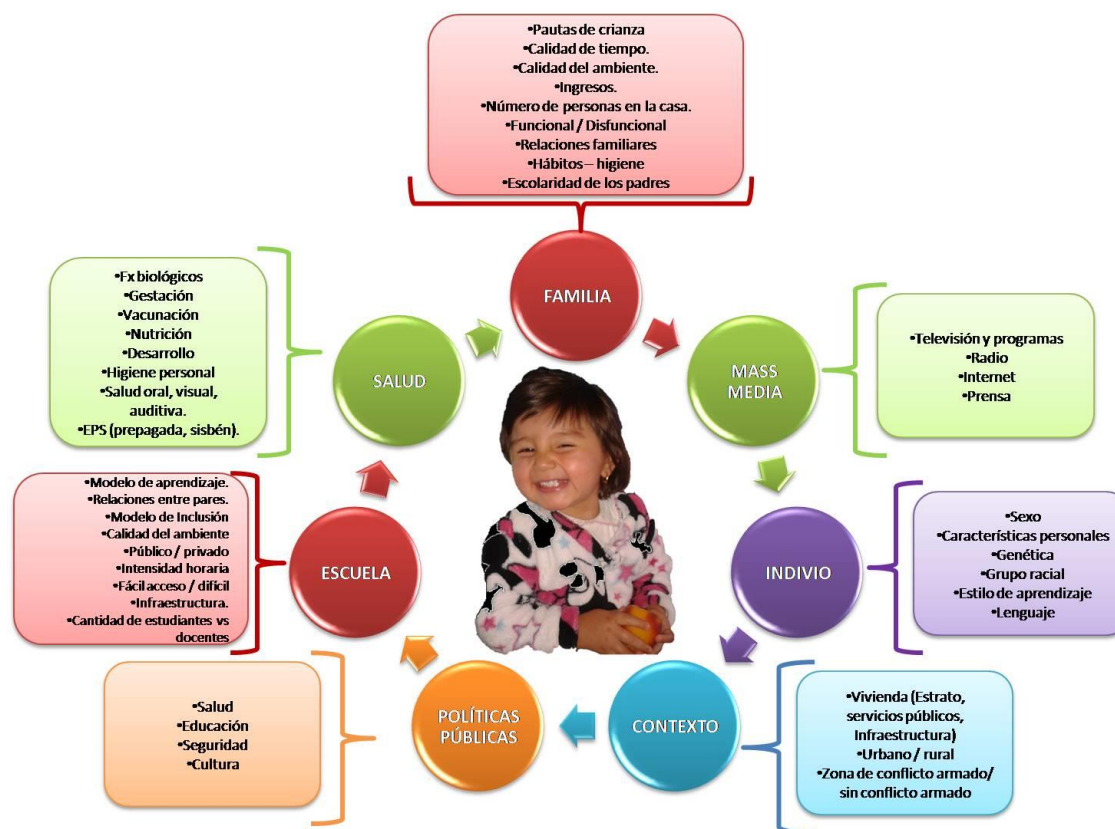 •Pautas de crianza
•Calidad de tiempo.
•Calidad del ambiente.
•Ingresos.
•Número de personas en la casa.
•Funcional / Disfuncional
•Relaciones familiares
•Hábitos – higiene
•Escolaridad de los padres
FAMILIA
MASS
MEDIA
•Televisión y programas
•Radio
•Internet
•Prensa
INDIVIO
•Sexo
•Características personales
•Genética
•Grupo racial
•Estilo de aprendizaje
•Lenguaje
CONTEXTO
•Vivienda (Estrato,
servicios públicos,
Infraestructura)
•Urbano / rural
•Zona de conflicto armado/
sin conflicto armado
POLÍTICAS
PÚBLICAS
•Salud
•Educación
•Seguridad
•Cultura
ESCUELA
•Modelo de aprendizaje.
•Relaciones entre pares.
•Modelo de Inclusión
•Calidad del ambiente
•Público / privado
•Intensidad horaria
•Fácil acceso / difícil
•Infraestructura.
•Cantidad de estudiantes vs
docentes
SALUD
•Fx biológicos
•Gestación
•Vacunación
•Nutrición
•Desarrollo
•Higiene personal
•Salud oral, visual,
auditiva.
•EPS (prepagada, sisbén).